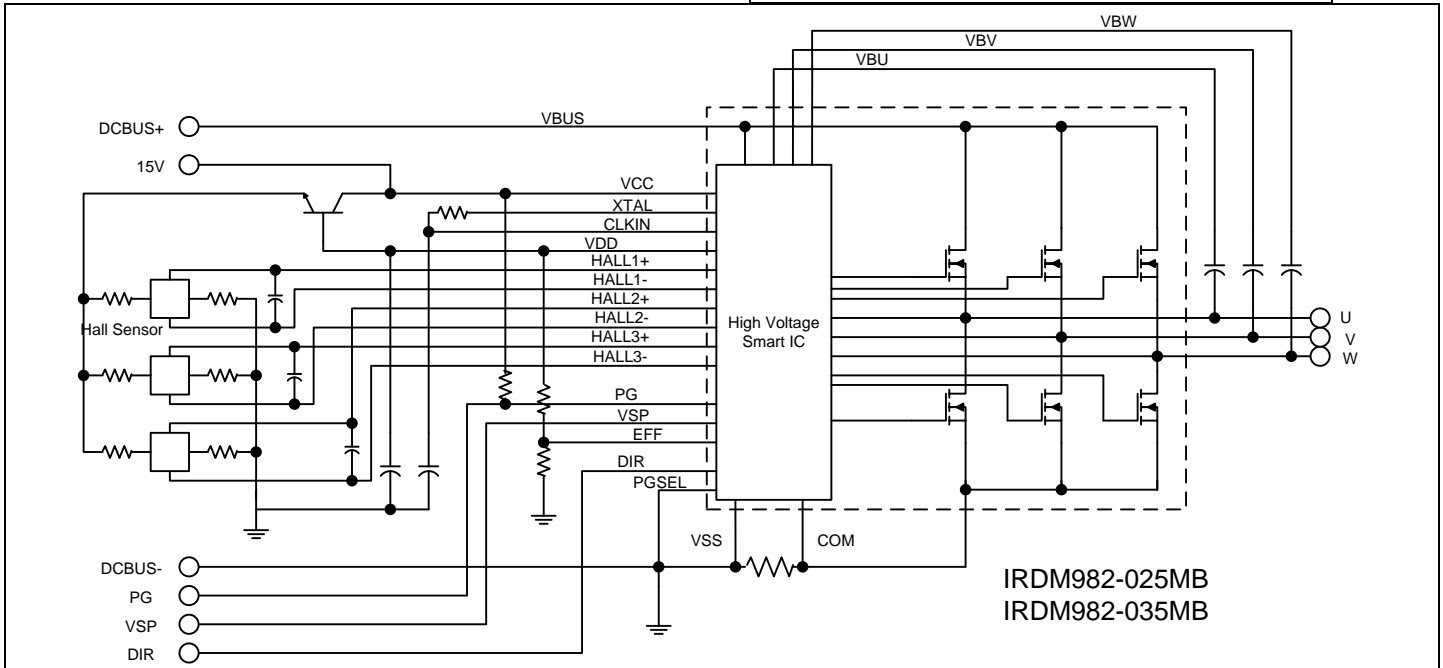 VBW
VBV
VBU
DCBUS+
VBUS
15V
VCC
XTAL
CLKIN
VDD
HALL1+
HALL1-
HALL2+
Hall Sensor
HALL2-
High Voltage
Smart IC
HALL3+
HALL3-
U
V
W
PG
VSP
EFF
DIR
PGSEL
VSS
COM
DCBUS-
PG
VSP
DIR
IRDM982-025MB
IRDM982-035MB